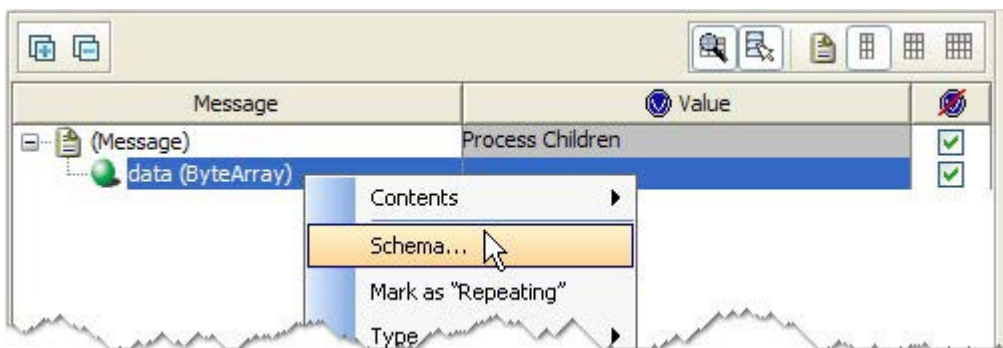 Message Value
(Message) Process Children
data (ByteArray)
Contents
Schema...
Mark as "Repeating"
Type